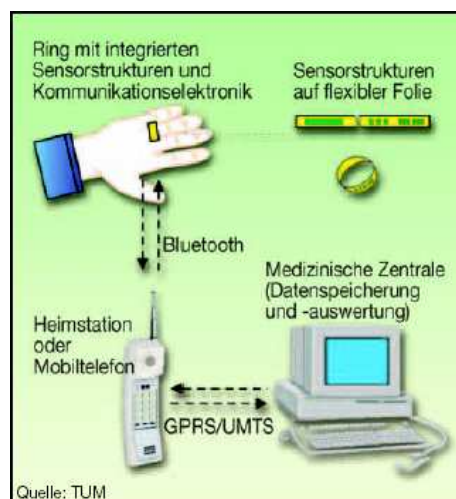 Ring mit integrierten
Sensorstrukturen und
Kommunikationselektronik
Sensorstrukturen
auf flexibler Folie
Bluetooth
Medizinische Zentrale
(Datenspeicherung
und -auswertung)
Heimstation
oder
Mobiltelefon
GPRS/UMTS
Quelle: TUM